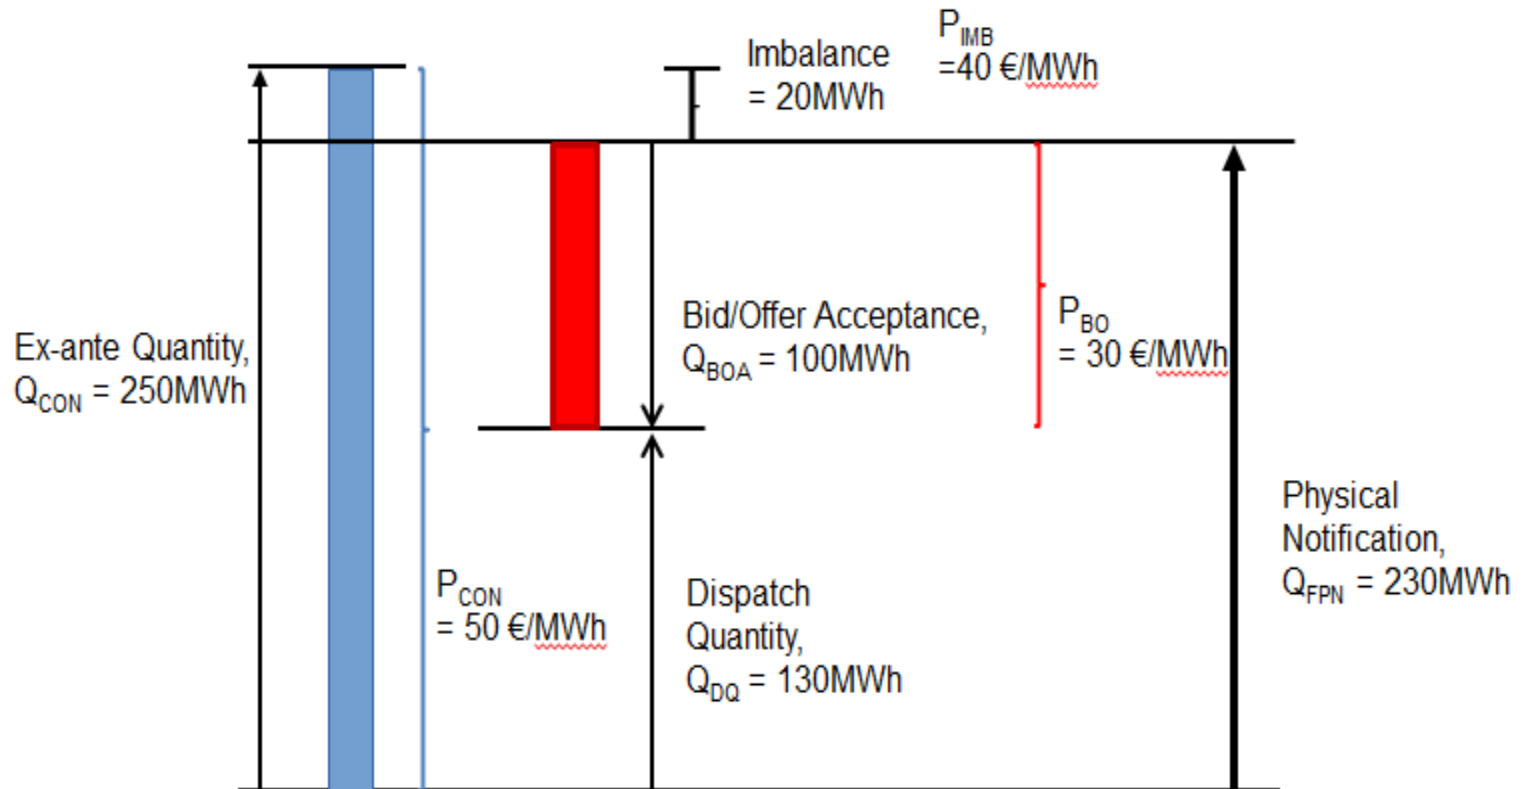 P_IMB
=40 €/MWh
Imbalance
= 20MWh
Ex-ante Quantity,
Q_CON = 250MWh
Bid/Offer Acceptance,
Q_BOA = 100MWh
P_BO
= 30 €/MWh
P_CON
= 50 €/MWh
Dispatch
Quantity,
Q_DQ = 130MWh
Physical
Notification,
Q_FPN = 230MWh